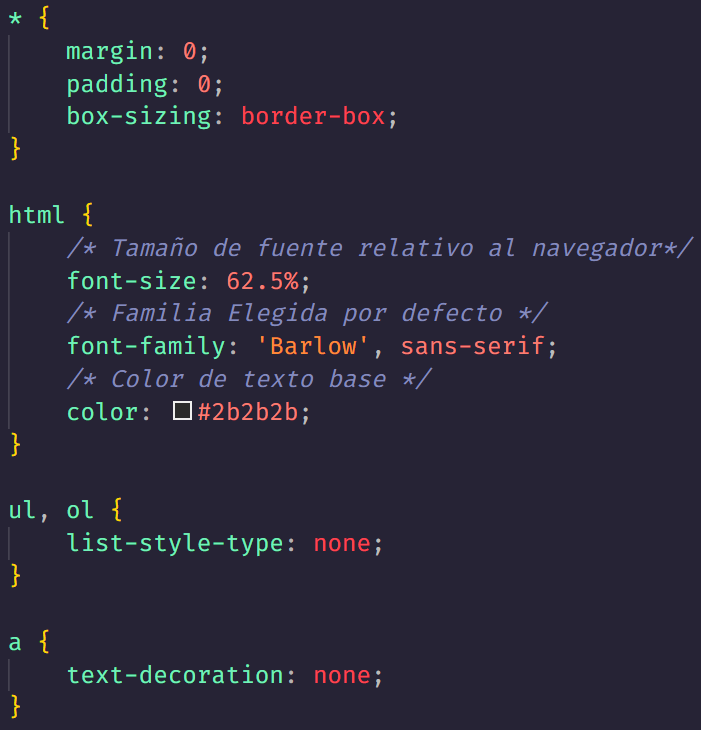 * {
margin: 0;
padding: 0;
box-sizing: border-box;
}
html {
/* Tamaño de fuente relativo al navegador*/
font-size: 62.5%;
/* Familia Elegida por defecto */
font-family: 'Barlow', sans-serif;
/* Color de texto base */
color: #2b2b2b;
}
ul, ol {
list-style-type: none;
}
a {
text-decoration: none;
}